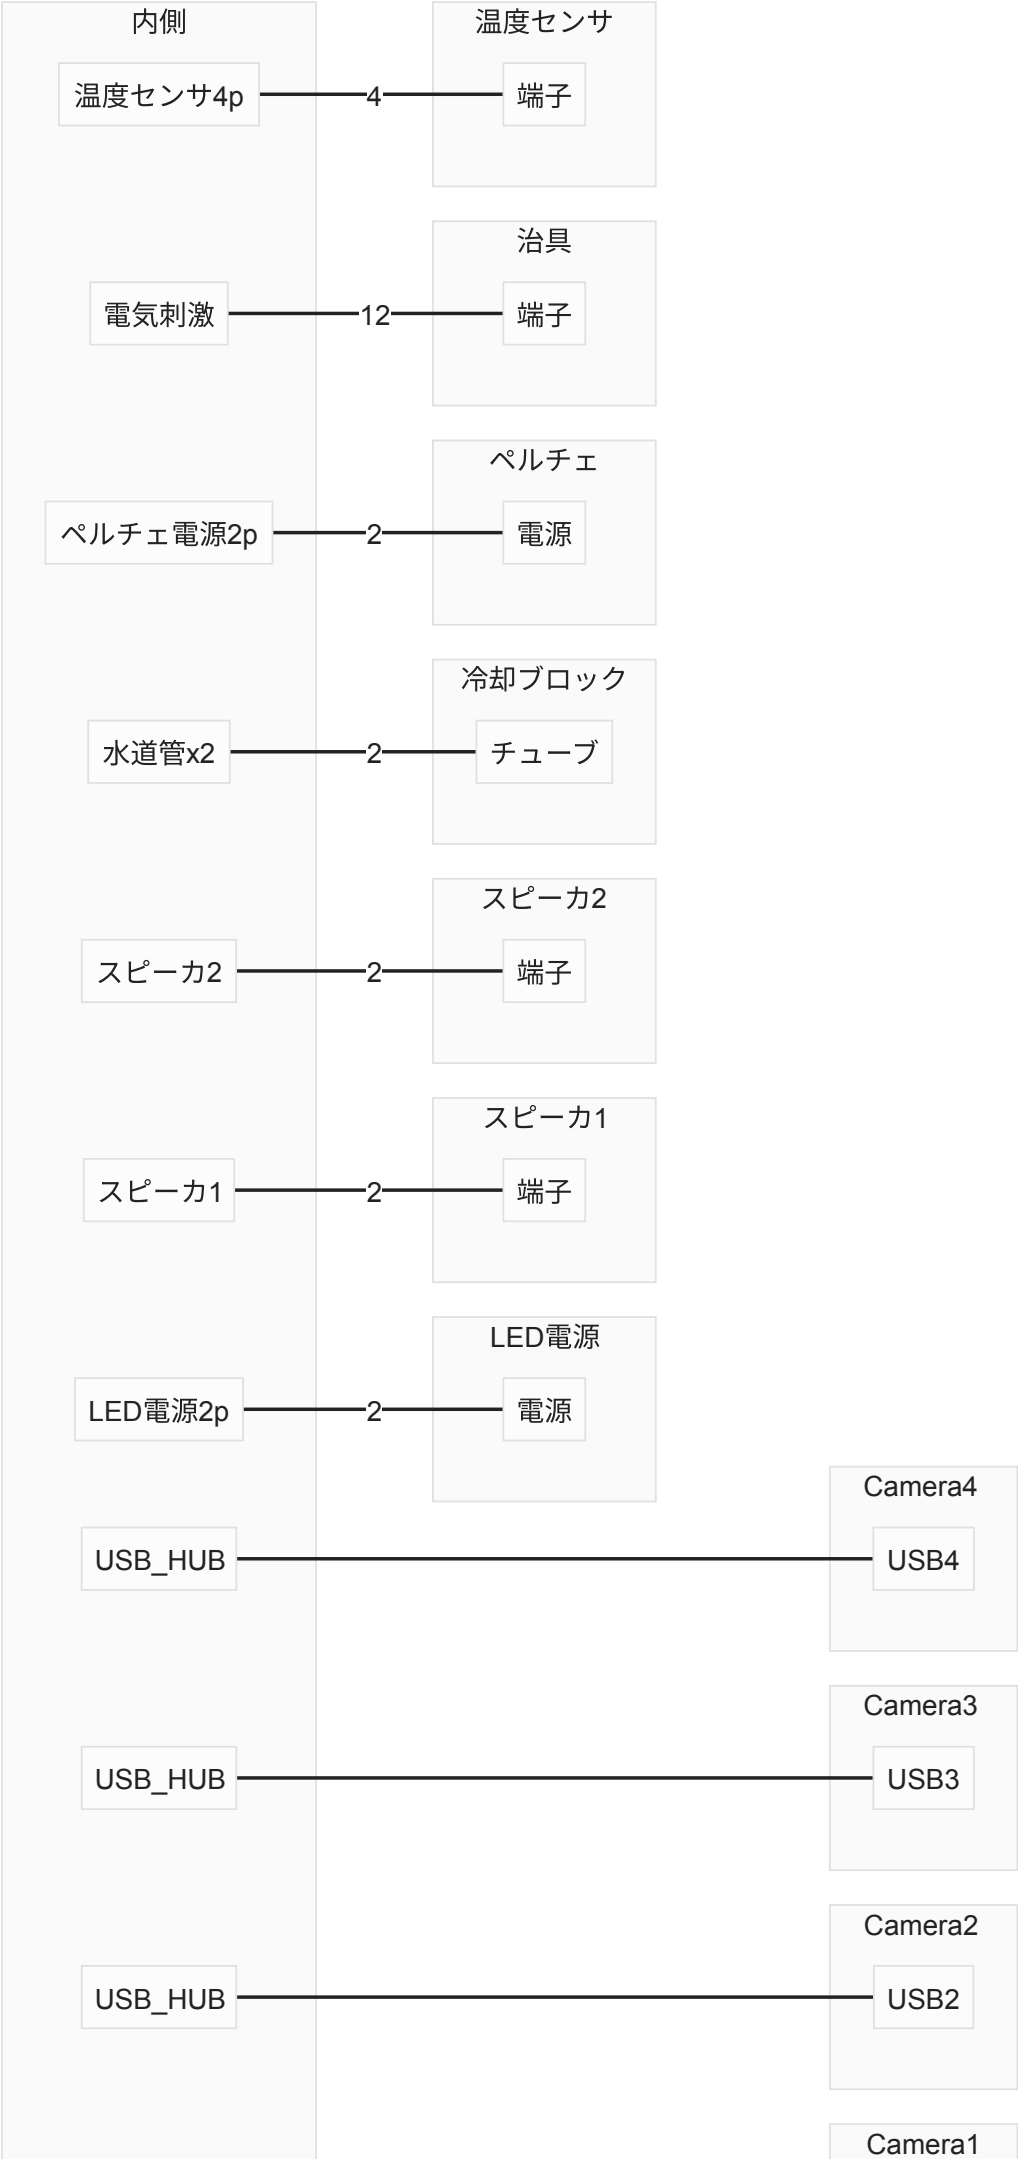 内側
温度センサ
温度センサ4p
4
端子
治具
電気刺激
12
端子
ペルチェ
ペルチェ電源2p
2
電源
冷却ブロック
水道管x2
2
チューブ
スピーカ2
スピーカ2
2
端子
スピーカ1
スピーカ1
2
端子
LED電源
LED電源2p
2
電源
Camera4
USB_HUB
USB4
Camera3
USB_HUB
USB3
Camera2
USB_HUB
USB2
Camera1